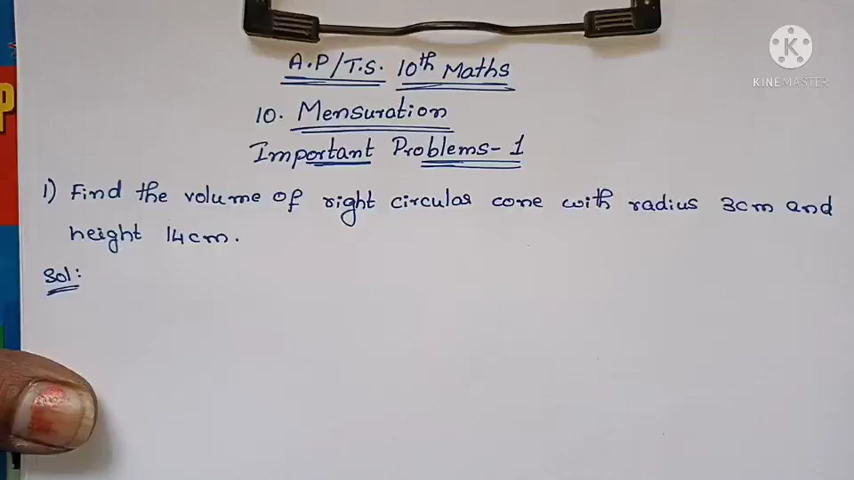 A.P/T.S. 10th Maths
10. Mensuration
Important Problems-1
1) Find the volume of right circular cone with radius 3cm and
height 14cm.
Sol:
K
KINEMASTER
P